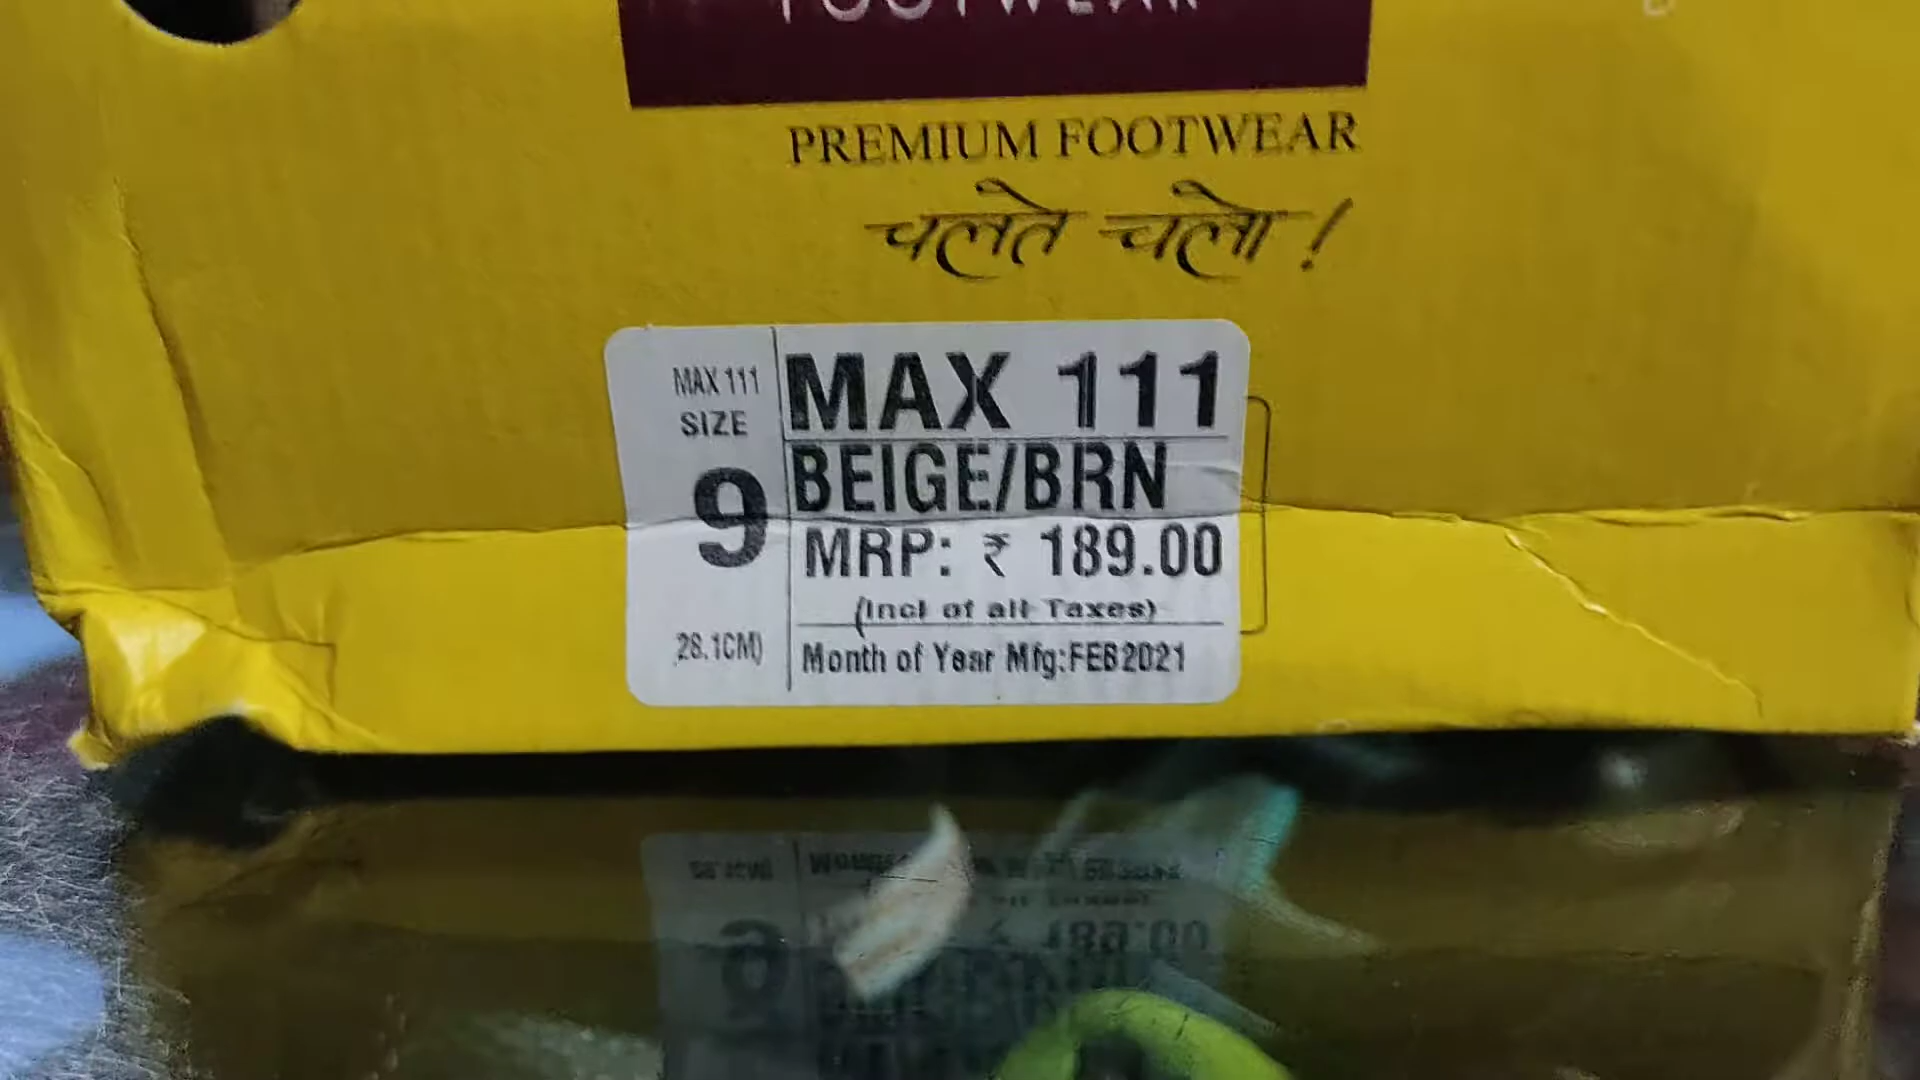 FOOTWEAR
PREMIUM FOOTWEAR
चलते चलो!
MAX 111
SIZE
9
28.1CM)
MAX 111
BEIGE/BRN
MRP: ₹ 189.00
(Incl of all Taxes)
Month of Year Mfg:FEB2021